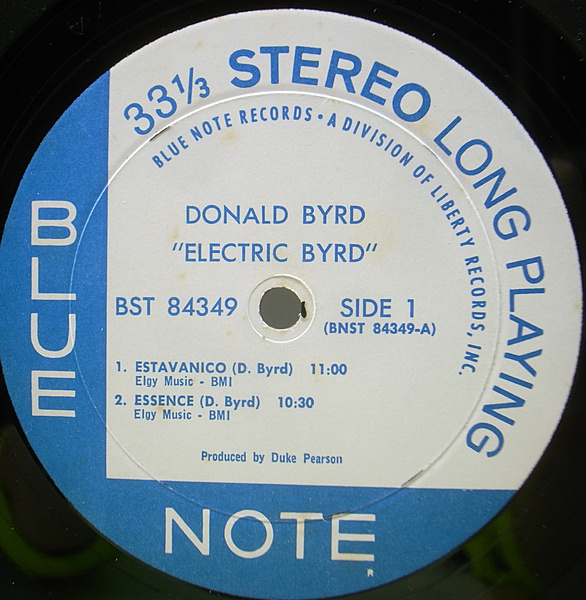 33⅓ STEREO LONG PLAYING
BLUE NOTE RECORDS • A DIVISION OF LIBERTY RECORDS, INC.
DONALD BYRD
"ELECTRIC BYRD"
BST 84349 SIDE 1
(BNST 84349-A)
1. ESTAVANICO (D. Byrd) 11:00
Elgy Music - BMI
2. ESSENCE (D. Byrd) 10:30
Elgy Music - BMI
Produced by Duke Pearson
BLUE
NOTE
R